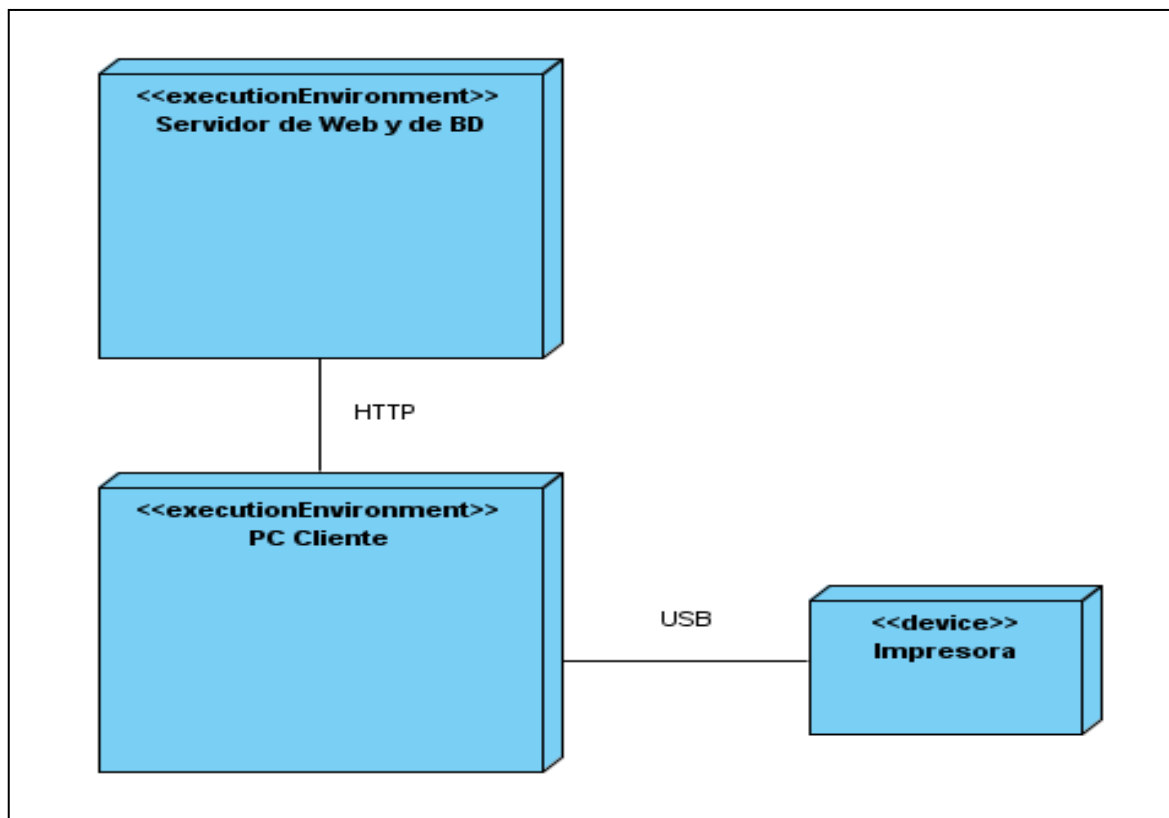 <<executionEnvironment>>
Servidor de Web y de BD
HTTP
<<executionEnvironment>>
PC Cliente
USB
<<device>>
Impresora